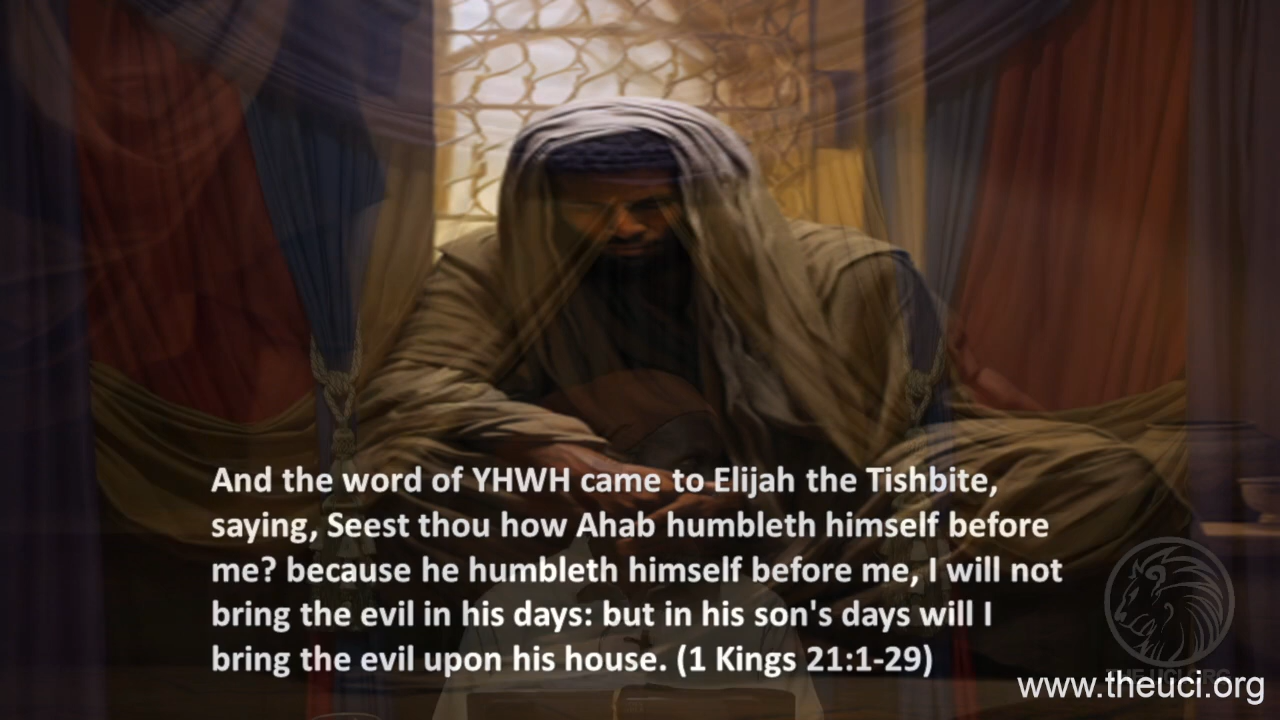 And the word of YHWH came to Elijah the Tishbite,
saying, Seest thou how Ahab humbleth himself before
me? because he humbleth himself before me, I will not
bring the evil in his days: but in his son's days will I
bring the evil upon his house. (1 Kings 21:1-29)
www.theuci.org